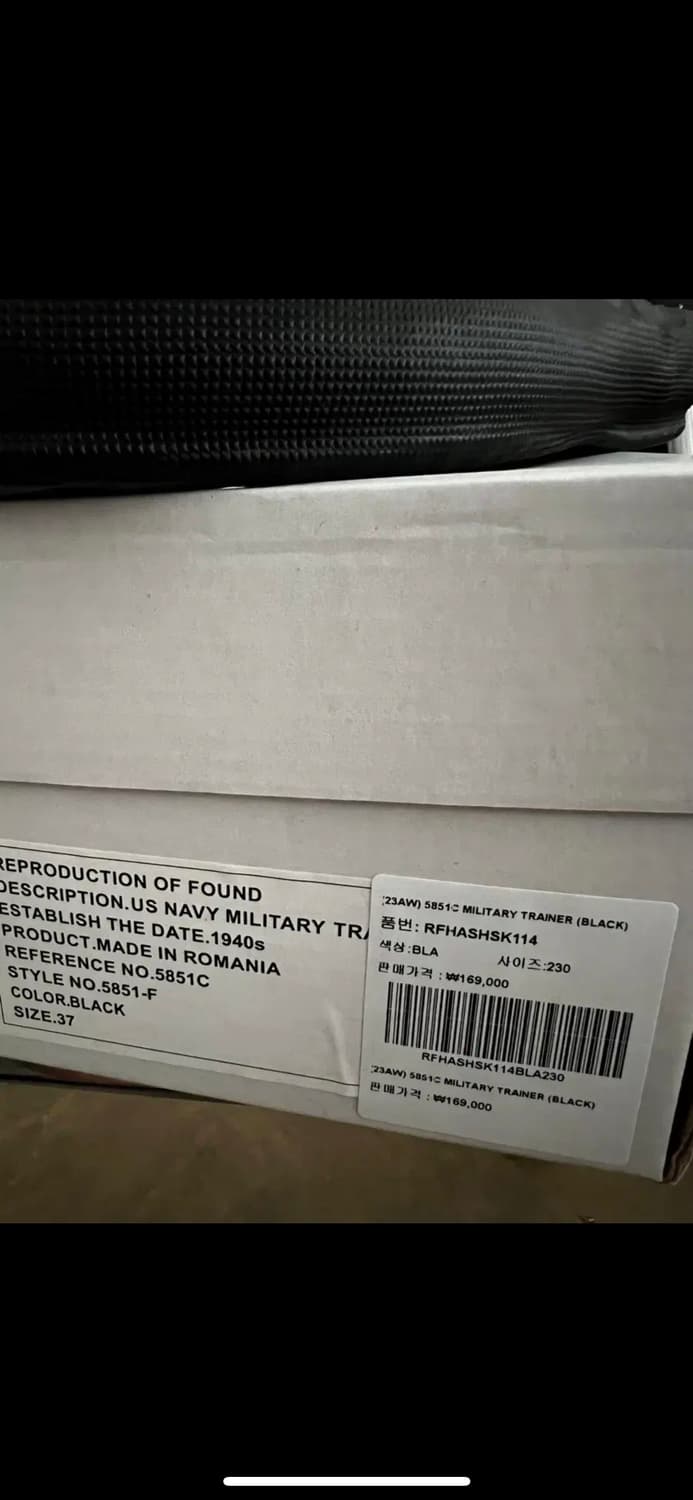 REPRODUCTION OF FOUND
DESCRIPTION.US NAVY MILITARY
ESTABLISH THE DATE.1940s
PRODUCT.MADE IN ROMANIA
REFERENCE NO.5851C
STYLE NO.5851-F
COLOR.BLACK
SIZE.37
(23AW) 5851C MILITARY TRAINER (BLACK)
품번: RFHASHSK114
색상:BLA 사이즈:230
판매가격 : ₩169,000
RFHASHSK114BLA230
(23AW) 5851C MILITARY TRAINER (BLACK)
판매가격 : ₩169,000